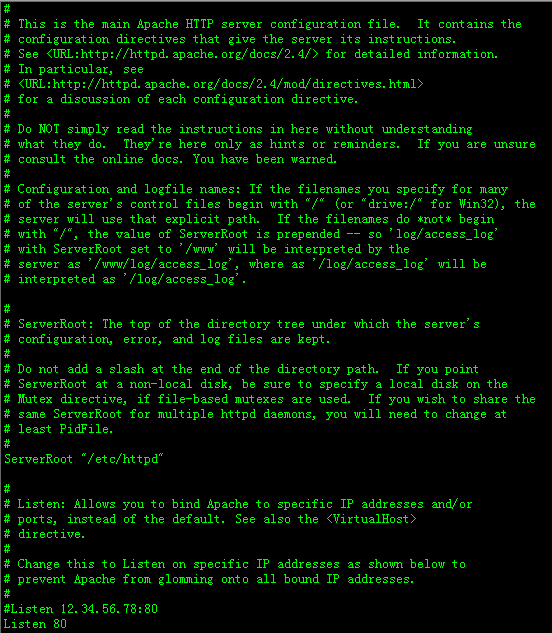 #
# This is the main Apache HTTP server configuration file.  It contains the
# configuration directives that give the server its instructions.
# See <URL:http://httpd.apache.org/docs/2.4/> for detailed information.
# In particular, see
# <URL:http://httpd.apache.org/docs/2.4/mod/directives.html>
# for a discussion of each configuration directive.
#
# Do NOT simply read the instructions in here without understanding
# what they do.  They're here only as hints or reminders.  If you are unsure
# consult the online docs. You have been warned.
#
# Configuration and logfile names: If the filenames you specify for many
# of the server's control files begin with "/" (or "drive:/" for Win32), the
# server will use that explicit path.  If the filenames do *not* begin
# with "/", the value of ServerRoot is prepended -- so 'log/access_log'
# with ServerRoot set to '/www' will be interpreted by the
# server as '/www/log/access_log', where as '/log/access_log' will be
# interpreted as '/log/access_log'.
#
# ServerRoot: The top of the directory tree under which the server's
# configuration, error, and log files are kept.
#
# Do not add a slash at the end of the directory path.  If you point
# ServerRoot at a non-local disk, be sure to specify a local disk on the
# Mutex directive, if file-based mutexes are used.  If you wish to share the
# same ServerRoot for multiple httpd daemons, you will need to change at
# least PidFile.
#
ServerRoot "/etc/httpd"
#
# Listen: Allows you to bind Apache to specific IP addresses and/or
# ports, instead of the default. See also the <VirtualHost>
# directive.
#
# Change this to Listen on specific IP addresses as shown below to
# prevent Apache from glomming onto all bound IP addresses.
#
#Listen 12.34.56.78:80
Listen 80